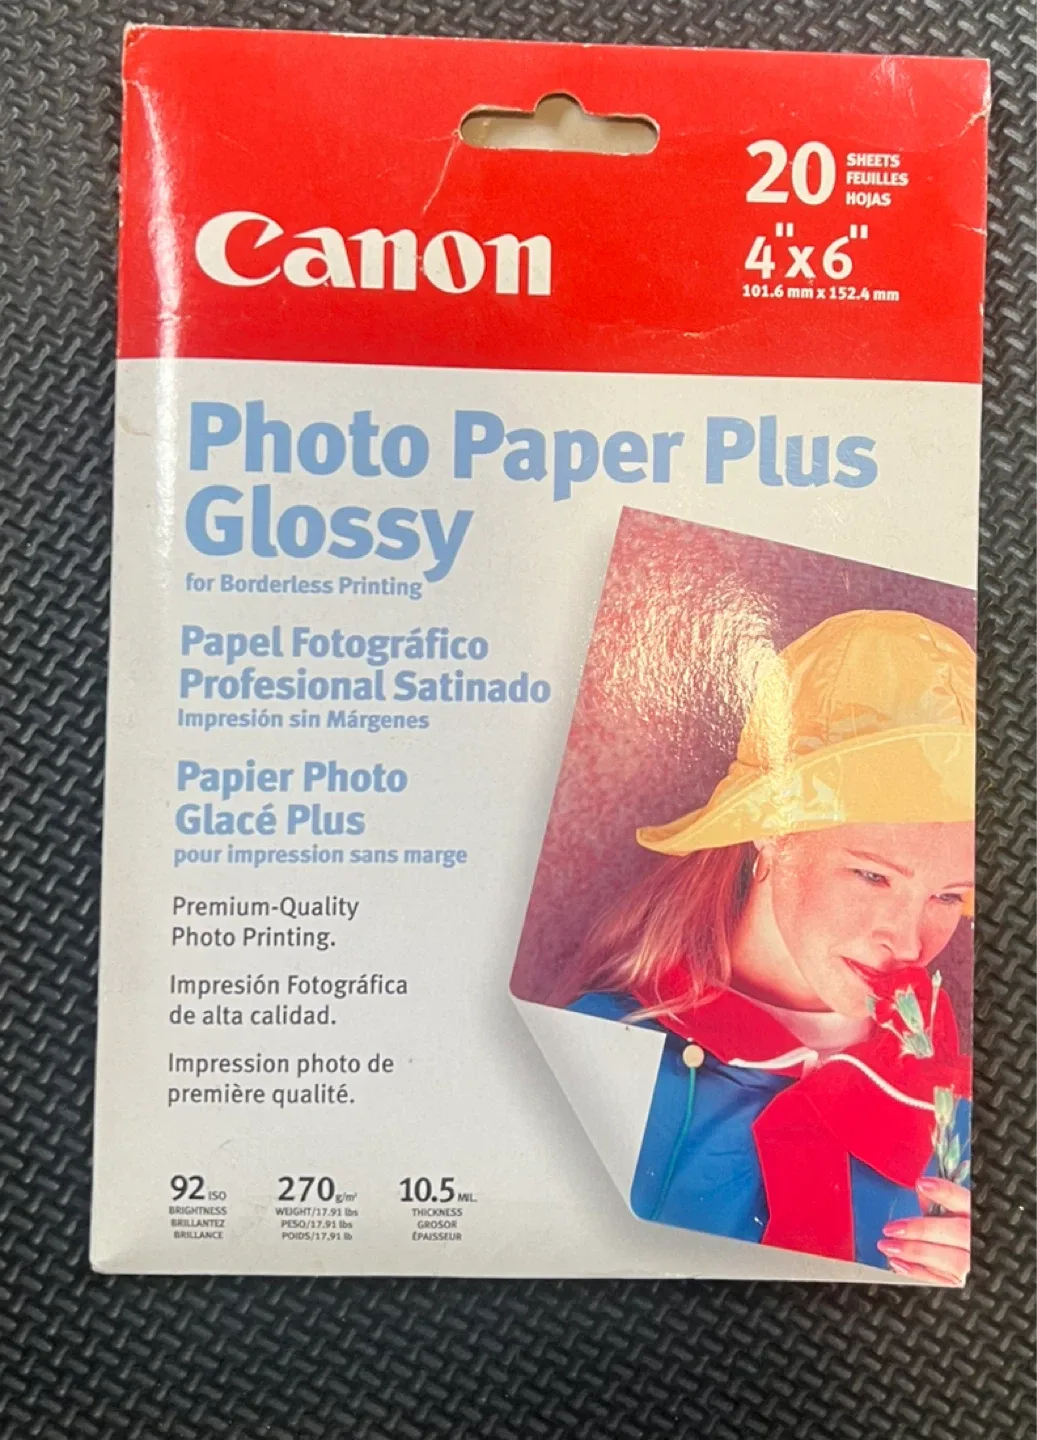 Canon
20 SHEETS
FEUILLES
HOJAS
4"x6"
101.6 mm x 152.4 mm
Photo Paper Plus
Glossy
for Borderless Printing
Papel Fotográfico
Profesional Satinado
Impresión sin Márgenes
Papier Photo
Glacé Plus
pour impression sans marge
Premium-Quality
Photo Printing.
Impresión Fotográfica
de alta calidad.
Impression photo de
première qualité.
92 ISO
BRIGHTNESS
BRILLANTEZ
BRILLANCE
270 g/m²
WEIGHT/17.91 lbs
PESO/17.91 lbs
POIDS/17,91 lb
10.5 MIL.
THICKNESS
GROSOR
ÉPAISSEUR